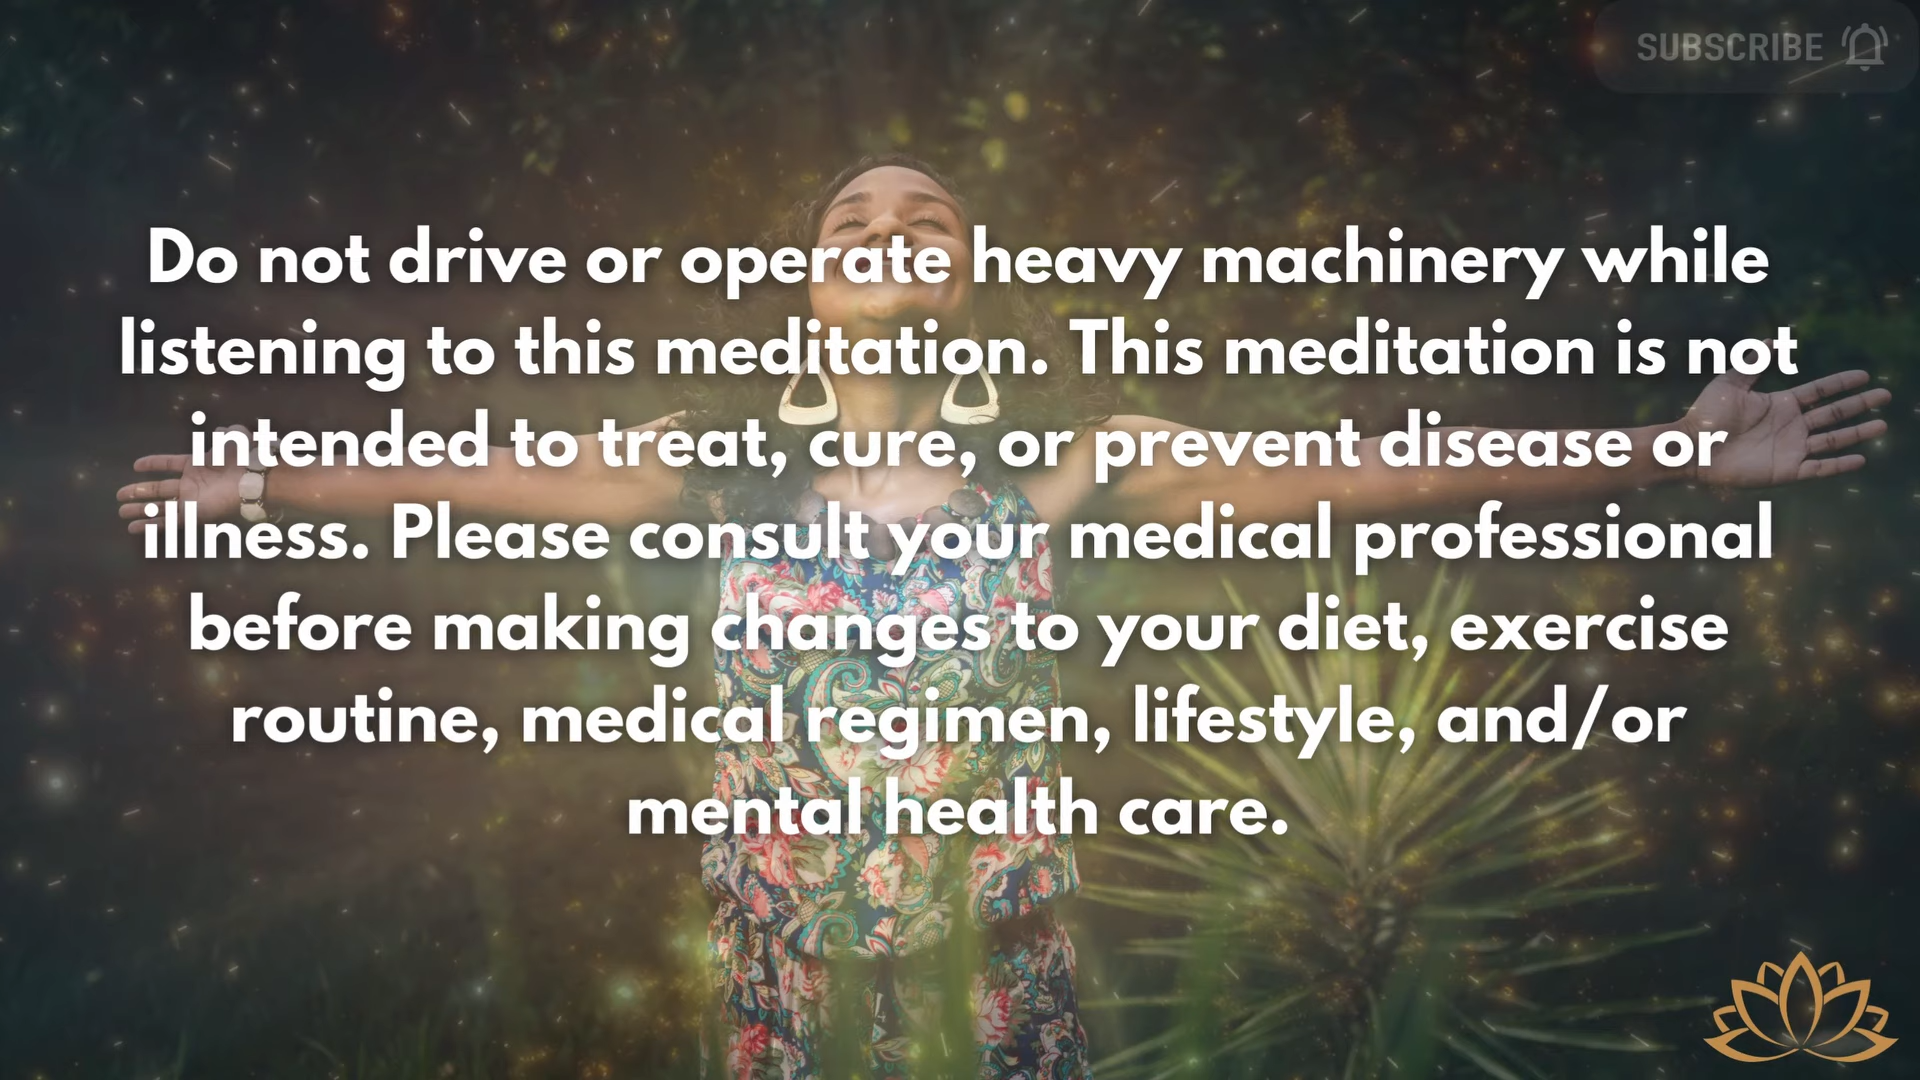 SUBSCRIBE
Do not drive or operate heavy machinery while
listening to this meditation. This meditation is not
intended to treat, cure, or prevent disease or
illness. Please consult your medical professional
before making changes to your diet, exercise
routine, medical regimen, lifestyle, and/or
mental health care.